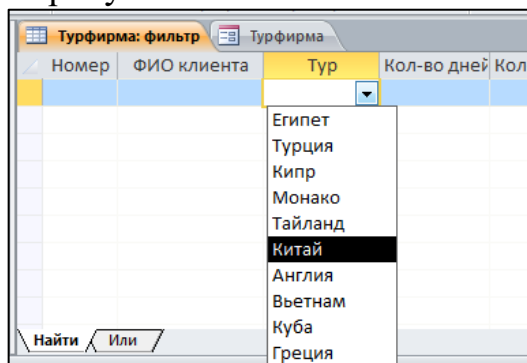 Турфирма: фильтр Турфирма
Номер ФИО клиента Тур Кол-во дней Кол
Египет
Турция
Кипр
Монако
Тайланд
Китай
Англия
Вьетнам
Куба
Греция
Найти Или